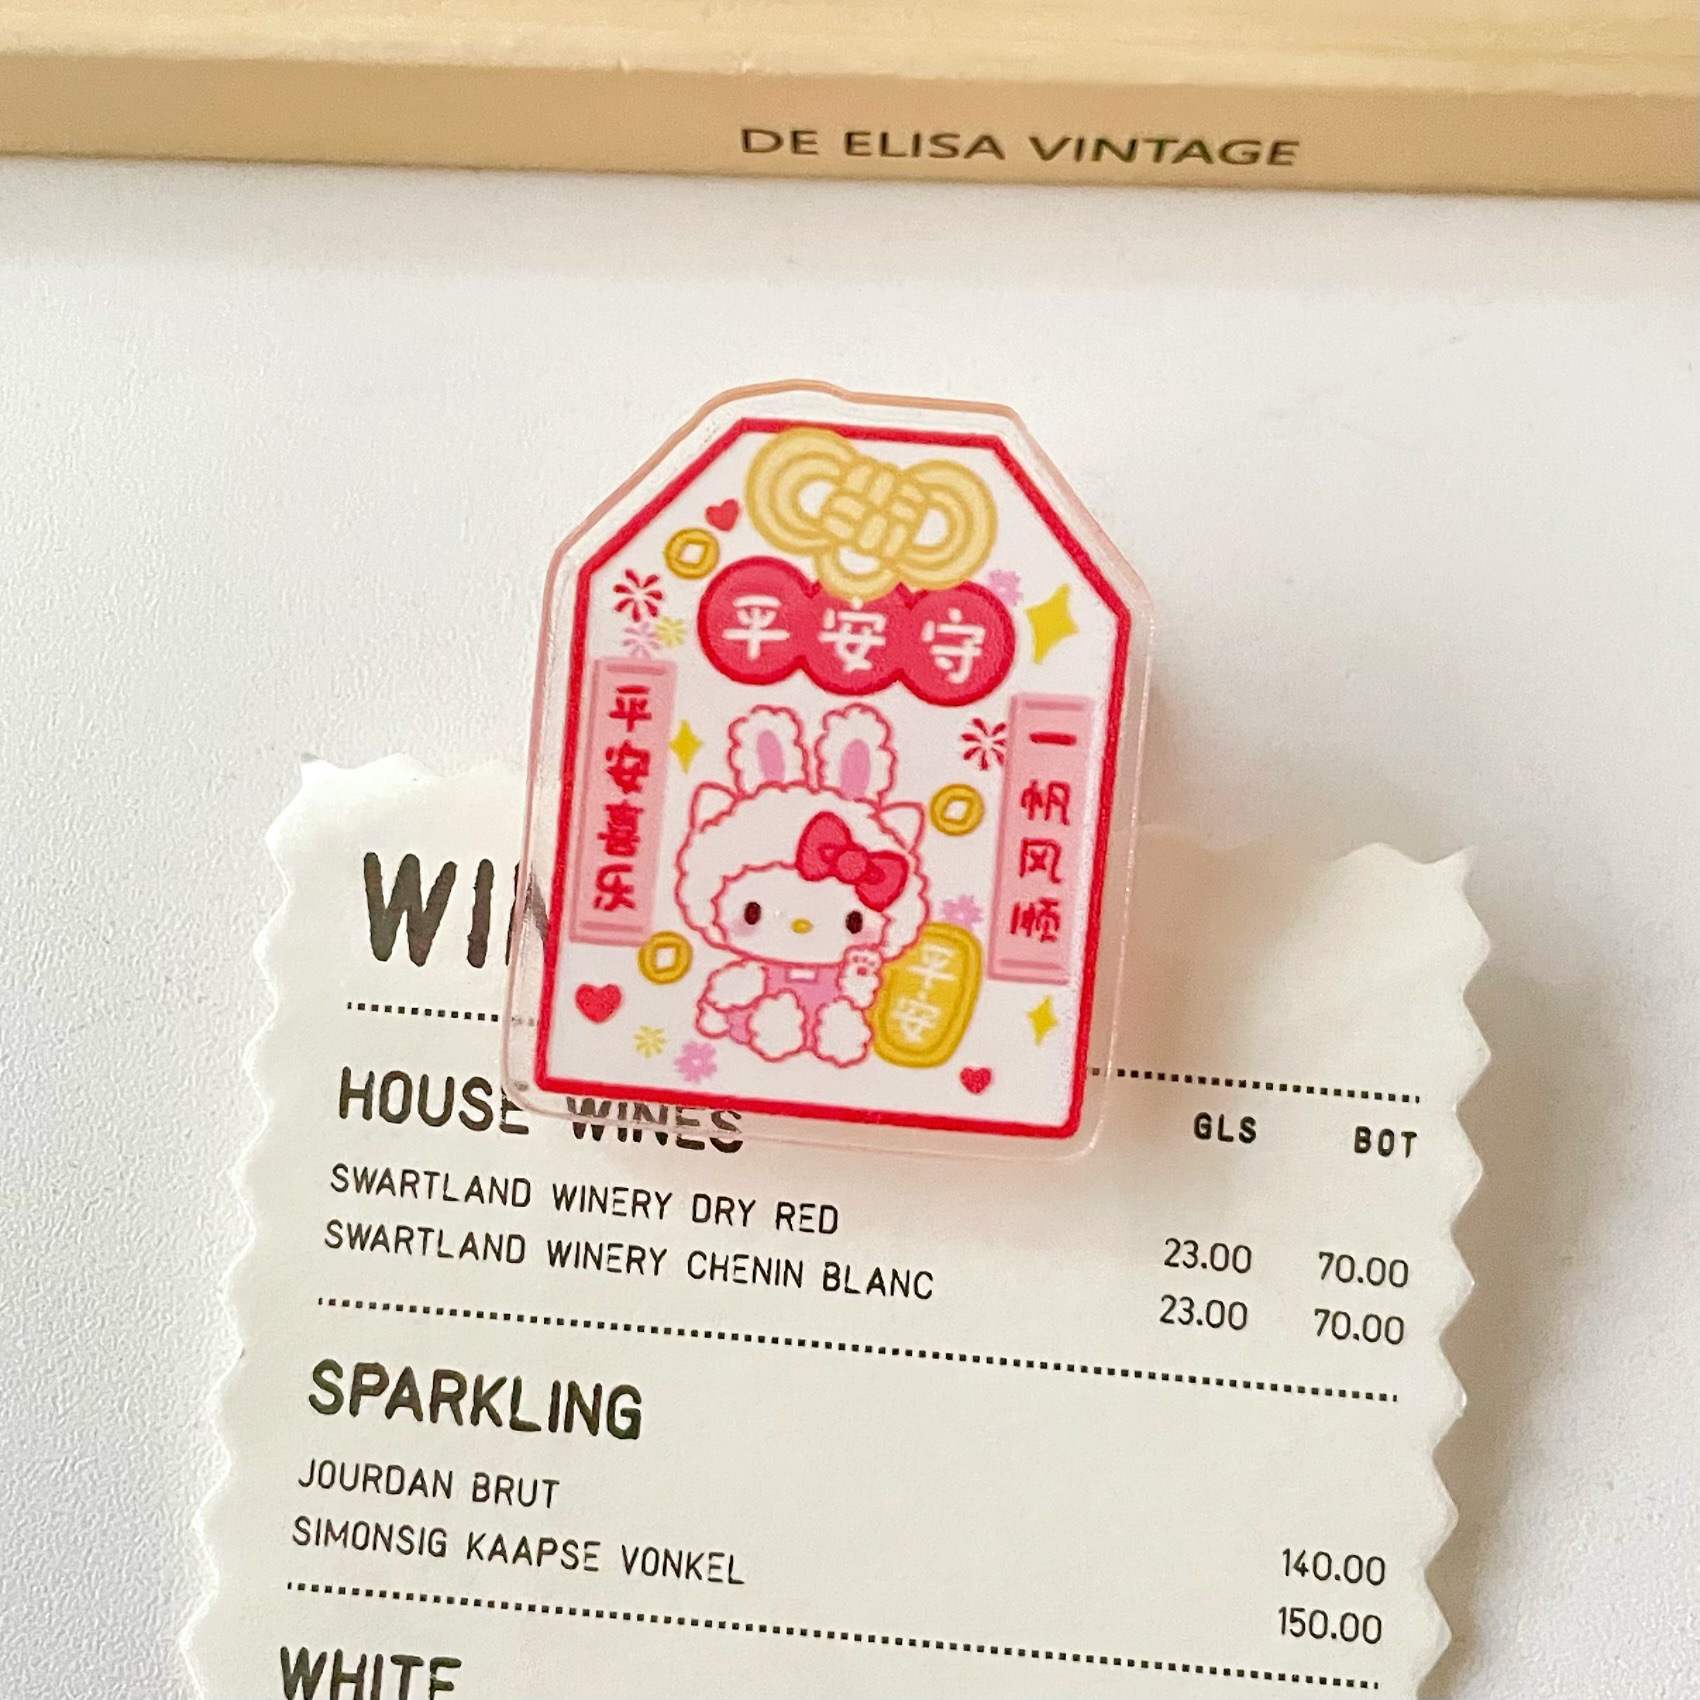 DE ELISA VINTAGE
平安守
平安喜乐
一帆风顺
平安
WIN
HOUSE WINES GLS BOT
SWARTLAND WINERY DRY RED 23.00 70.00
SWARTLAND WINERY CHENIN BLANC 23.00 70.00
SPARKLING
JOURDAN BRUT 140.00
SIMONSIG KAAPSE VONKEL 150.00
WHITE